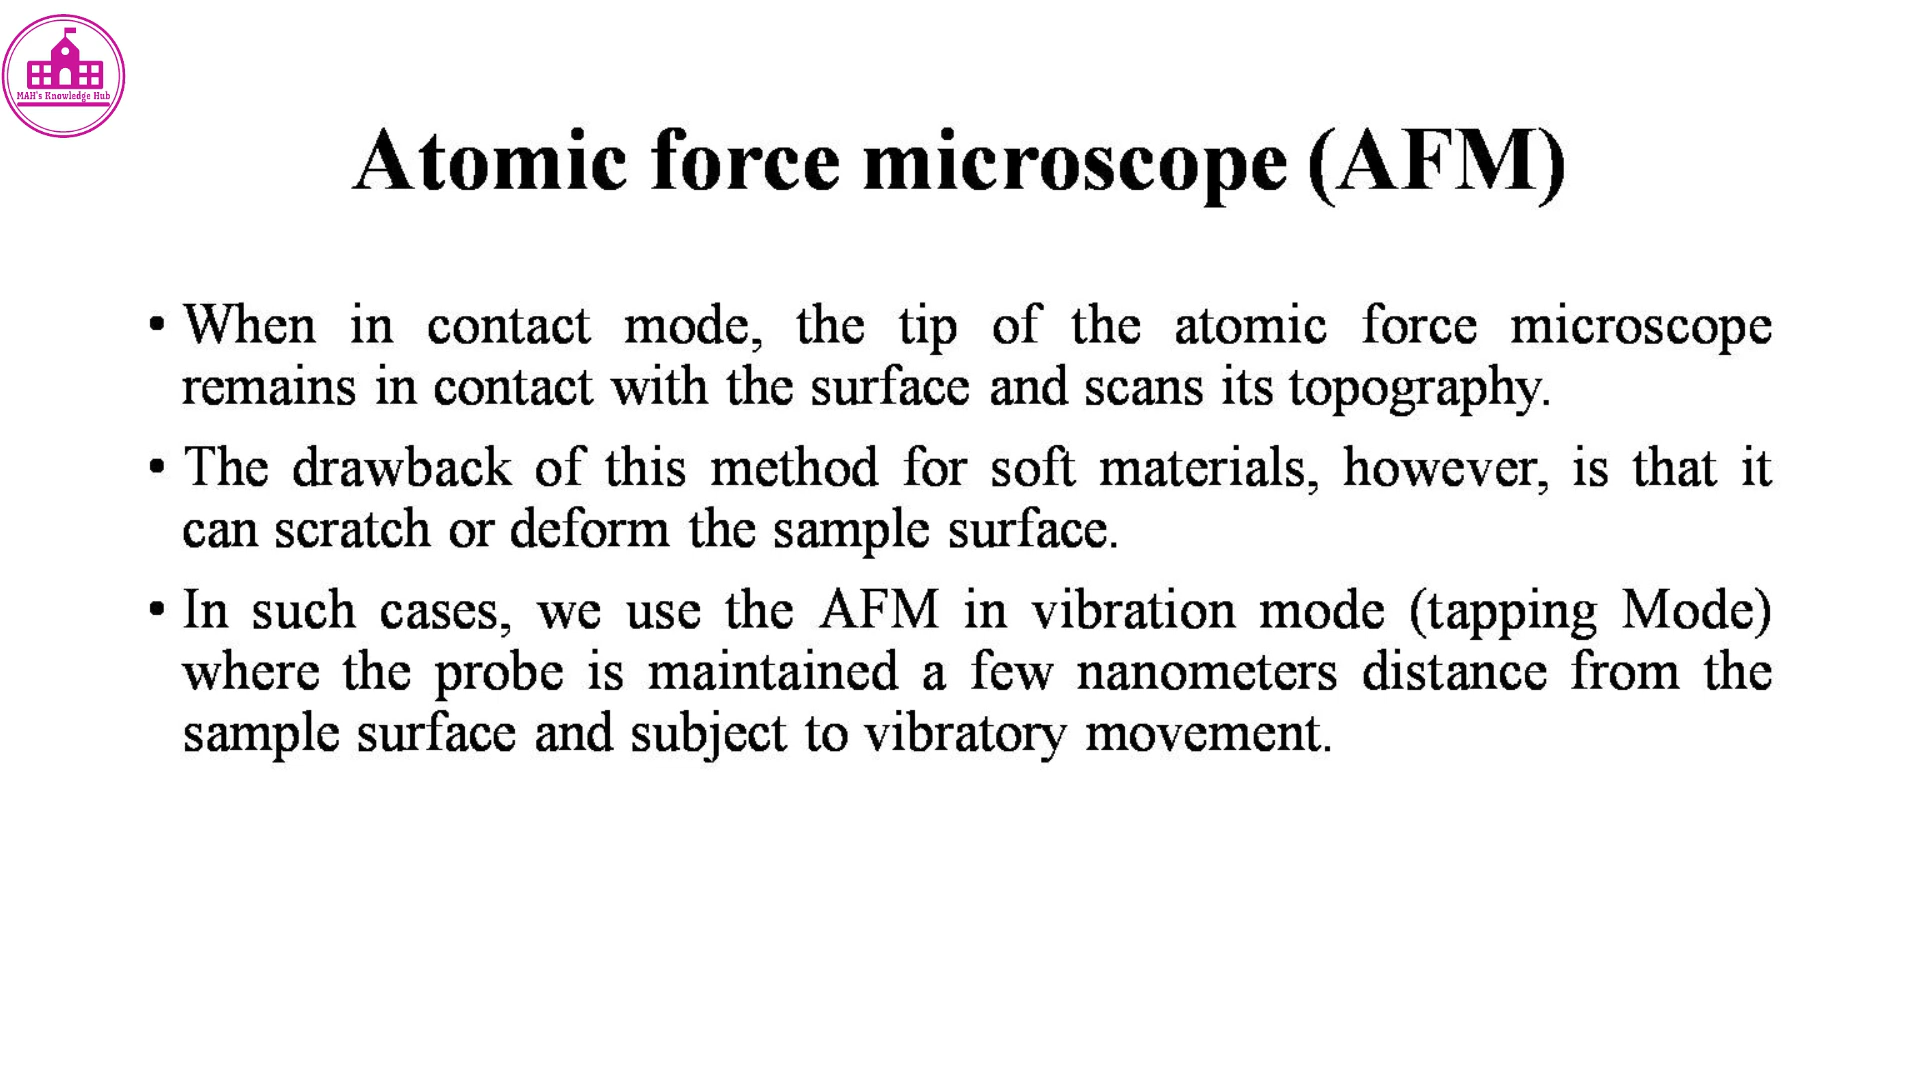 MAH's Knowledge Hub
Atomic force microscope (AFM)
• When in contact mode, the tip of the atomic force microscope
remains in contact with the surface and scans its topography.
• The drawback of this method for soft materials, however, is that it
can scratch or deform the sample surface.
• In such cases, we use the AFM in vibration mode (tapping Mode)
where the probe is maintained a few nanometers distance from the
sample surface and subject to vibratory movement.